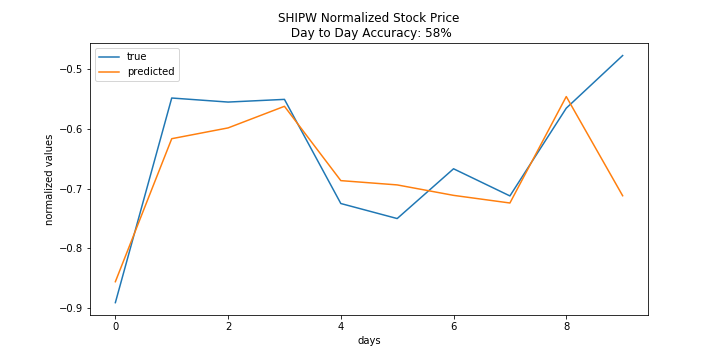 SHIPW Normalized Stock Price
Day to Day Accuracy: 58%
true
predicted
normalized values
−0.5
−0.6
−0.7
−0.8
−0.9
0
2
4
6
8
days